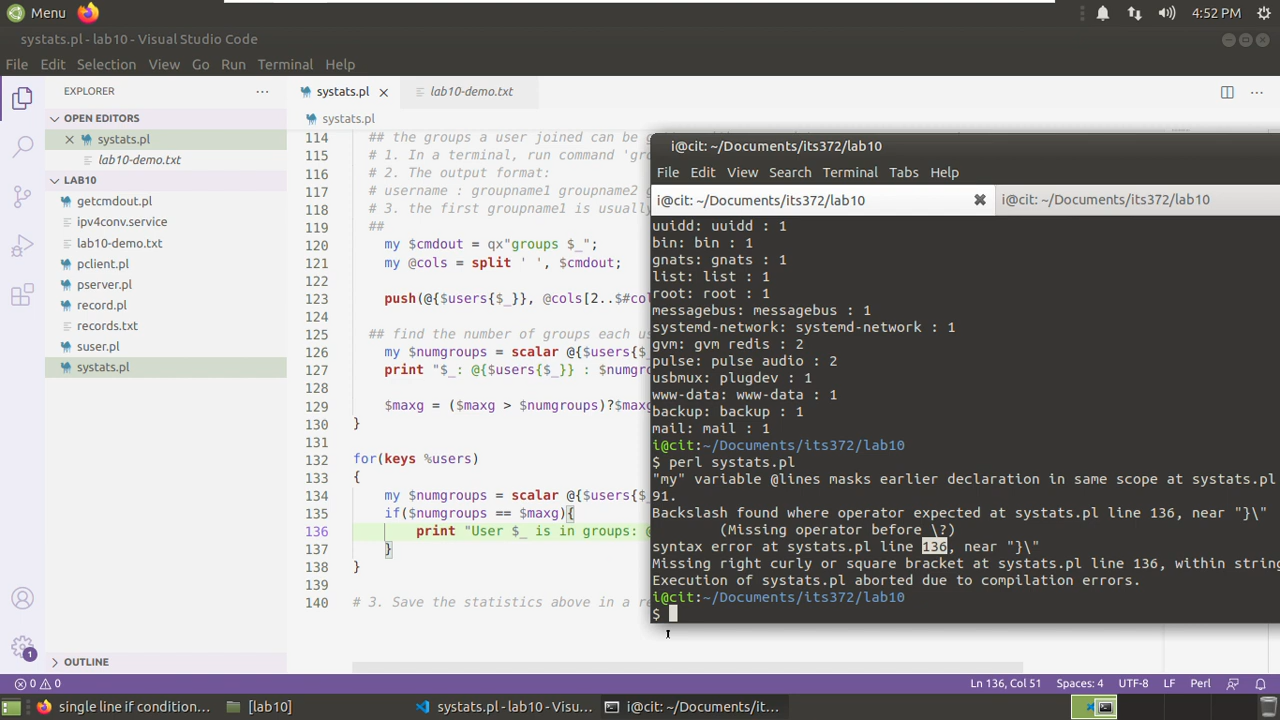 Menu
4:52 PM
systats.pl - lab10 - Visual Studio Code
File Edit Selection View Go Run Terminal Help
EXPLORER
OPEN EDITORS
systats.pl
lab10-demo.txt
LAB10
getcmdout.pl
ipv4conv.service
lab10-demo.txt
pclient.pl
pserver.pl
record.pl
records.txt
suser.pl
systats.pl
OUTLINE
1
systats.pl
lab10-demo.txt
systats.pl
114 ## the groups a user joined can be g
115 # 1. In a terminal, run command 'gro
116 # 2. The output format:
117 # username : groupname1 groupname2 g
118 # 3. the first groupname1 is usually
119 ##
120 my $cmdout = qx"groups $_";
121 my @cols = split ' ', $cmdout;
122
123 push(@{$users{$_}}, @cols[2..$#col
124
125 ## find the number of groups each us
126 my $numgroups = scalar @{$users{$_
127 print "$_: @{$users{$_}} : $numgro
128
129 $maxg = ($maxg > $numgroups)?$maxg
130 }
131
132 for(keys %users)
133 {
134 my $numgroups = scalar @{$users{$_
135 if($numgroups == $maxg){
136 print "User $_ is in groups: @
137 }
138 }
139
140 # 3. Save the statistics above in a re
i@cit: ~/Documents/its372/lab10
File Edit View Search Terminal Tabs Help
i@cit: ~/Documents/its372/lab10
i@cit: ~/Documents/its372/lab10
uuidd: uuidd : 1
bin: bin : 1
gnats: gnats : 1
list: list : 1
root: root : 1
messagebus: messagebus : 1
systemd-network: systemd-network : 1
gvm: gvm redis : 2
pulse: pulse audio : 2
usbmux: plugdev : 1
www-data: www-data : 1
backup: backup : 1
mail: mail : 1
i@cit:~/Documents/its372/lab10
$ perl systats.pl
"my" variable @lines masks earlier declaration in same scope at systats.pl
91.
Backslash found where operator expected at systats.pl line 136, near "}\"
(Missing operator before \?)
syntax error at systats.pl line 136, near "}\"
Missing right curly or square bracket at systats.pl line 136, within string
Execution of systats.pl aborted due to compilation errors.
i@cit:~/Documents/its372/lab10
$
0 0
Ln 136, Col 51 Spaces: 4 UTF-8 LF Perl
single line if condition... [lab10] systats.pl - lab10 - Visu... i@cit: ~/Documents/it...